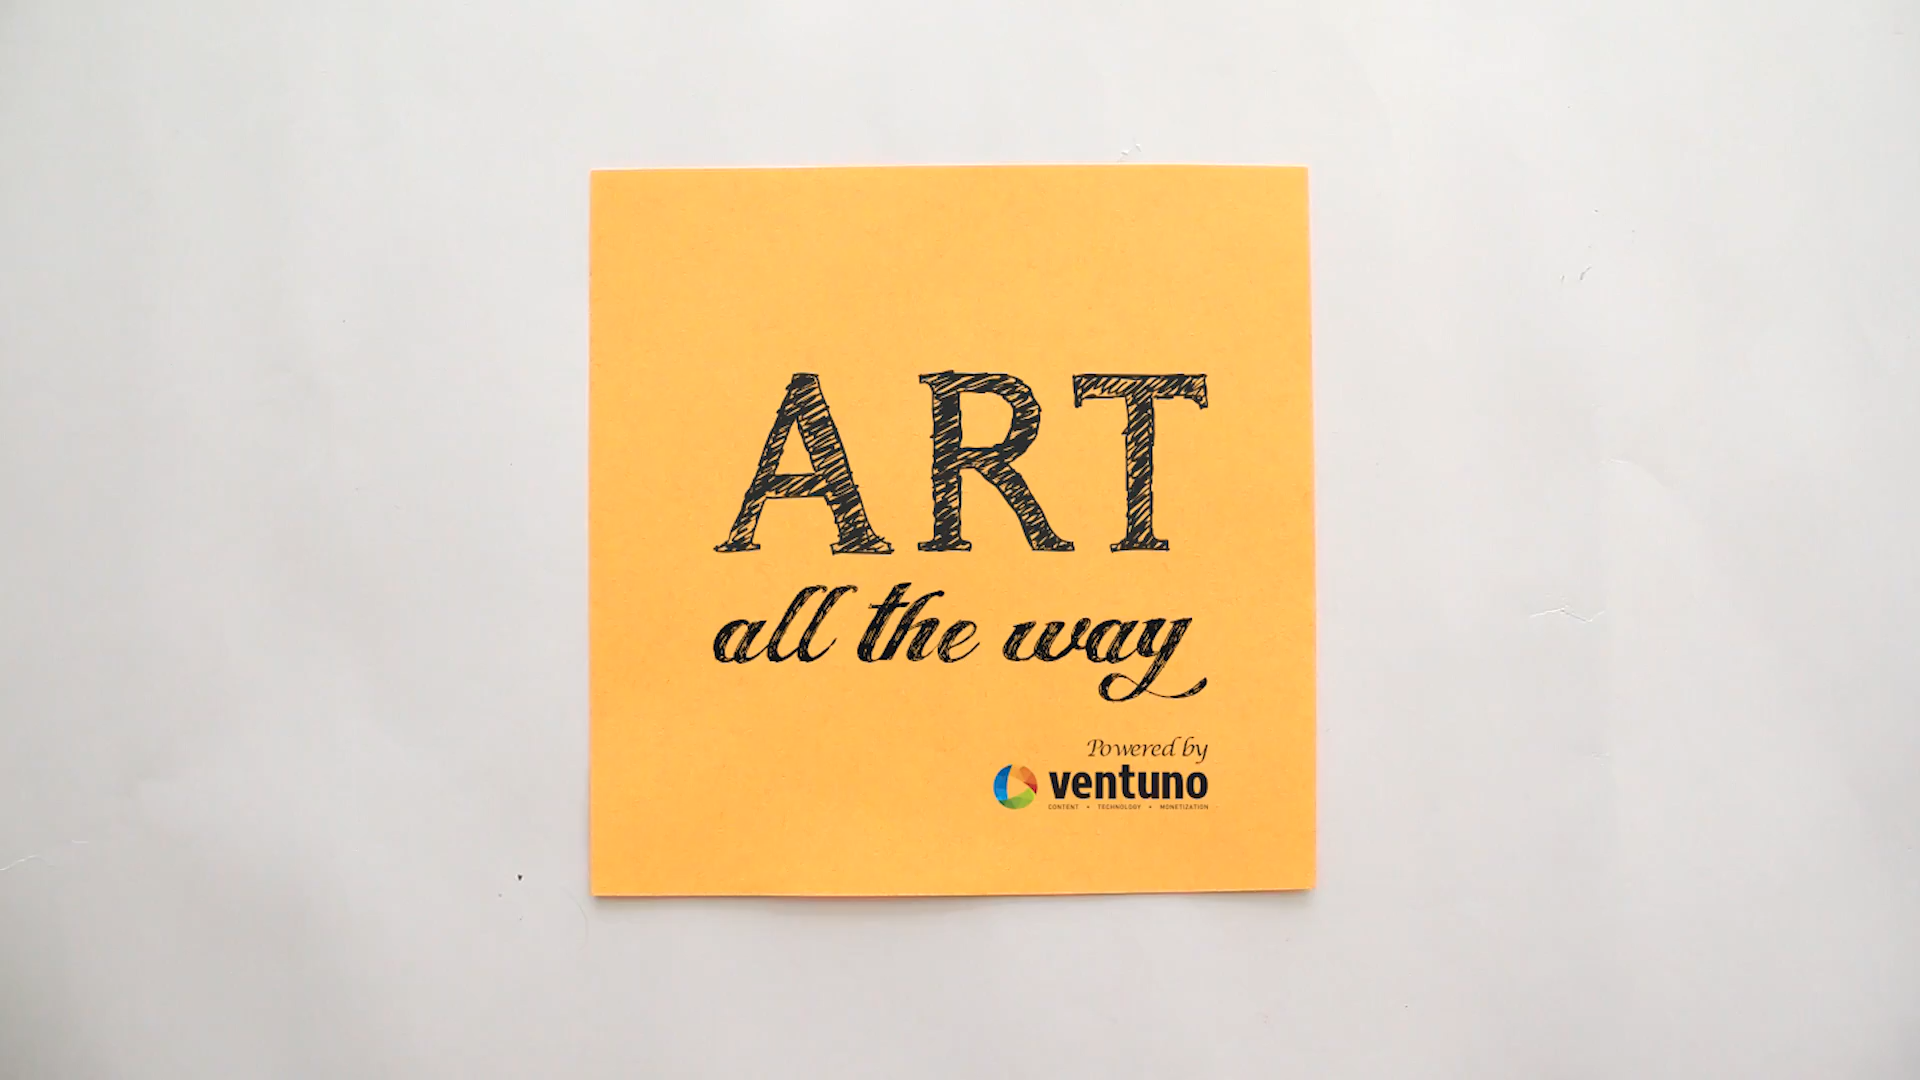 ART
all the way
Powered by
ventuno
CONTENT • TECHNOLOGY • MONETIZATION